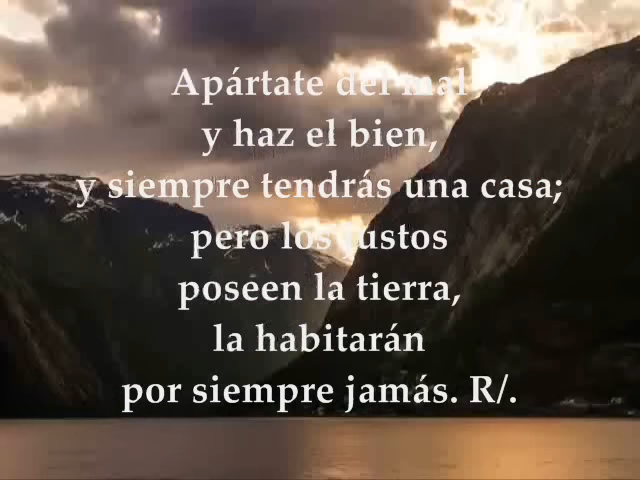 Apártate del mal
y haz el bien,
y siempre tendrás una casa;
pero los justos
poseen la tierra,
la habitarán
por siempre jamás. R/.